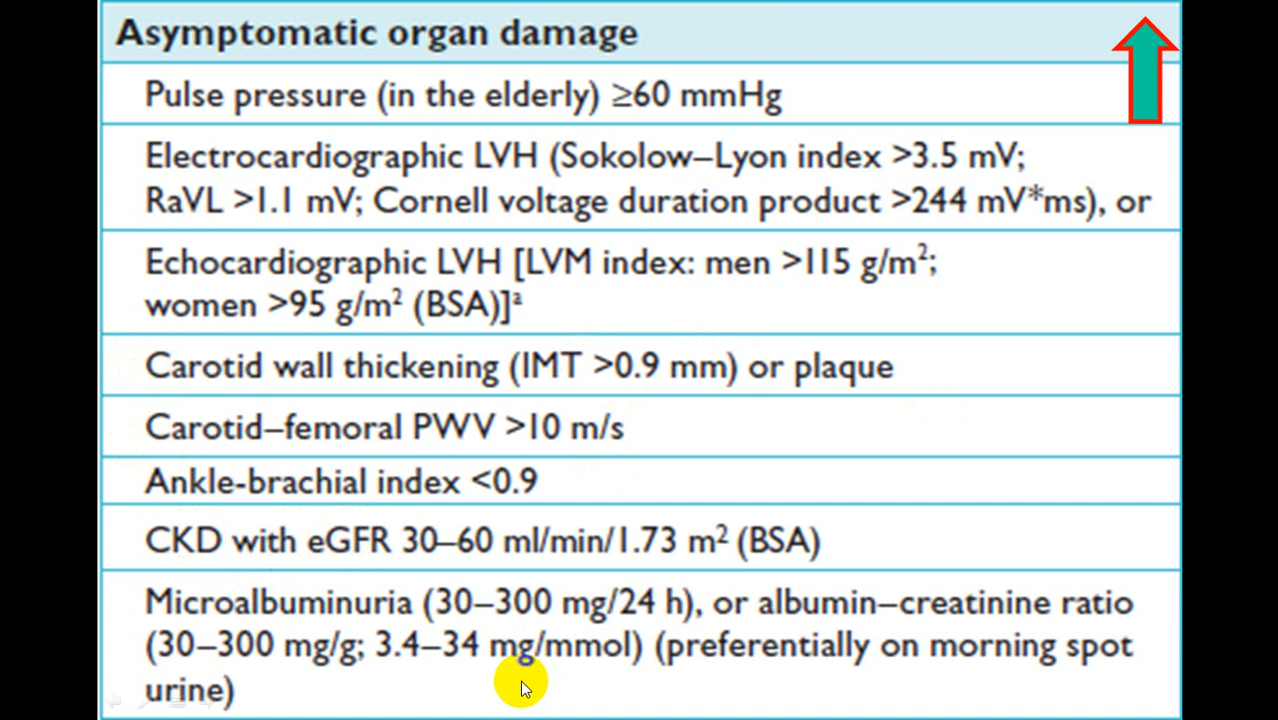 Asymptomatic organ damage
Pulse pressure (in the elderly) ≥60 mmHg
Electrocardiographic LVH (Sokolow–Lyon index >3.5 mV;
RaVL >1.1 mV; Cornell voltage duration product >244 mV*ms), or
Echocardiographic LVH [LVM index: men >115 g/m²;
women >95 g/m² (BSA)]ª
Carotid wall thickening (IMT >0.9 mm) or plaque
Carotid–femoral PWV >10 m/s
Ankle-brachial index <0.9
CKD with eGFR 30–60 ml/min/1.73 m² (BSA)
Microalbuminuria (30–300 mg/24 h), or albumin–creatinine ratio
(30–300 mg/g; 3.4–34 mg/mmol) (preferentially on morning spot
urine)